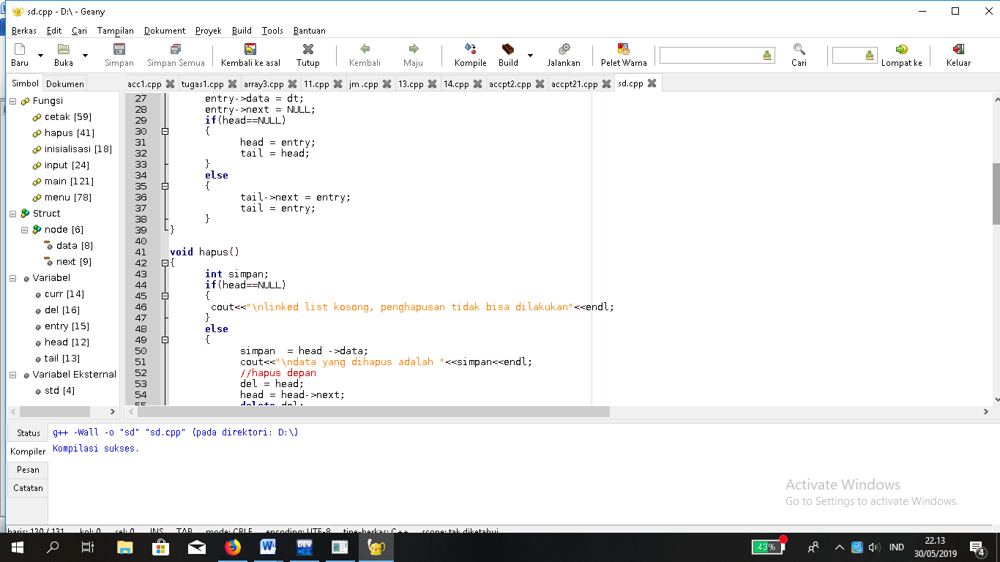 sd.cpp - D:\ - Geany
Berkas Edit Cari Tampilan Dokumen Proyek Build Tools Bantuan
Baru Buka Simpan Simpan Semua Kembali ke asal Tutup Kembali Maju Kompile Build Jalankan Pelet Warna Cari Lompat ke Keluar
Simbol Dokumen
acc1.cpp tugas1.cpp array3.cpp 11.cpp jm .cpp 13.cpp 14.cpp accpt2.cpp accpt21.cpp sd.cpp
Fungsi
cetak [59]
hapus [41]
inisialisasi [18]
input [24]
main [121]
menu [78]
Struct
node [6]
data [8]
next [9]
Variabel
curr [14]
del [16]
entry [15]
head [12]
tail [13]
Variabel Eksternal
std [4]
27 entry->data = dt;
28 entry->next = NULL;
29 if(head==NULL)
30 {
31 head = entry;
32 tail = head;
33 }
34 else
35 {
36 tail->next = entry;
37 tail = entry;
38 }
39 }
40
41 void hapus()
42 {
43 int simpan;
44 if(head==NULL)
45 {
46 cout<<"\nlinked list kosong, penghapusan tidak bisa dilakukan"<<endl;
47 }
48 else
49 {
50 simpan  = head ->data;
51 cout<<"\ndata yang dihapus adalah "<<simpan<<endl;
52 //hapus depan
53 del = head;
54 head = head->next;
55 delete del;
Status
Kompiler
Pesan
Catatan
g++ -Wall -o "sd" "sd.cpp" (pada direktori: D:\)
Kompilasi sukses.
Activate Windows
Go to Settings to activate Windows.
baris: 130 / 131 kol: 0 sel: 0 INS TAB mode: CRLF encoding: UTF-8 tipe-berkas: C++ scope: tak diketahui
DEV
43%
IND
22.13
30/05/2019
4